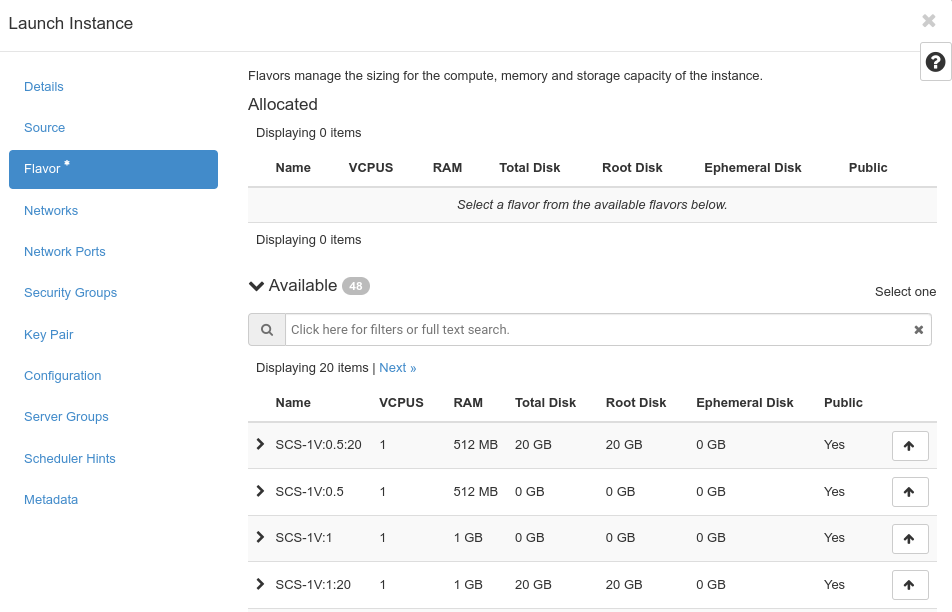 Launch Instance
Details
Source
Flavor *
Networks
Network Ports
Security Groups
Key Pair
Configuration
Server Groups
Scheduler Hints
Metadata
Flavors manage the sizing for the compute, memory and storage capacity of the instance.
Allocated
Displaying 0 items
Name VCPUS RAM Total Disk Root Disk Ephemeral Disk Public
Select a flavor from the available flavors below.
Displaying 0 items
Available 48
Select one
Click here for filters or full text search.
Displaying 20 items | Next »
Name VCPUS RAM Total Disk Root Disk Ephemeral Disk Public
SCS-1V:0.5:20 1 512 MB 20 GB 20 GB 0 GB Yes
SCS-1V:0.5 1 512 MB 0 GB 0 GB 0 GB Yes
SCS-1V:1 1 1 GB 0 GB 0 GB 0 GB Yes
SCS-1V:1:20 1 1 GB 20 GB 20 GB 0 GB Yes